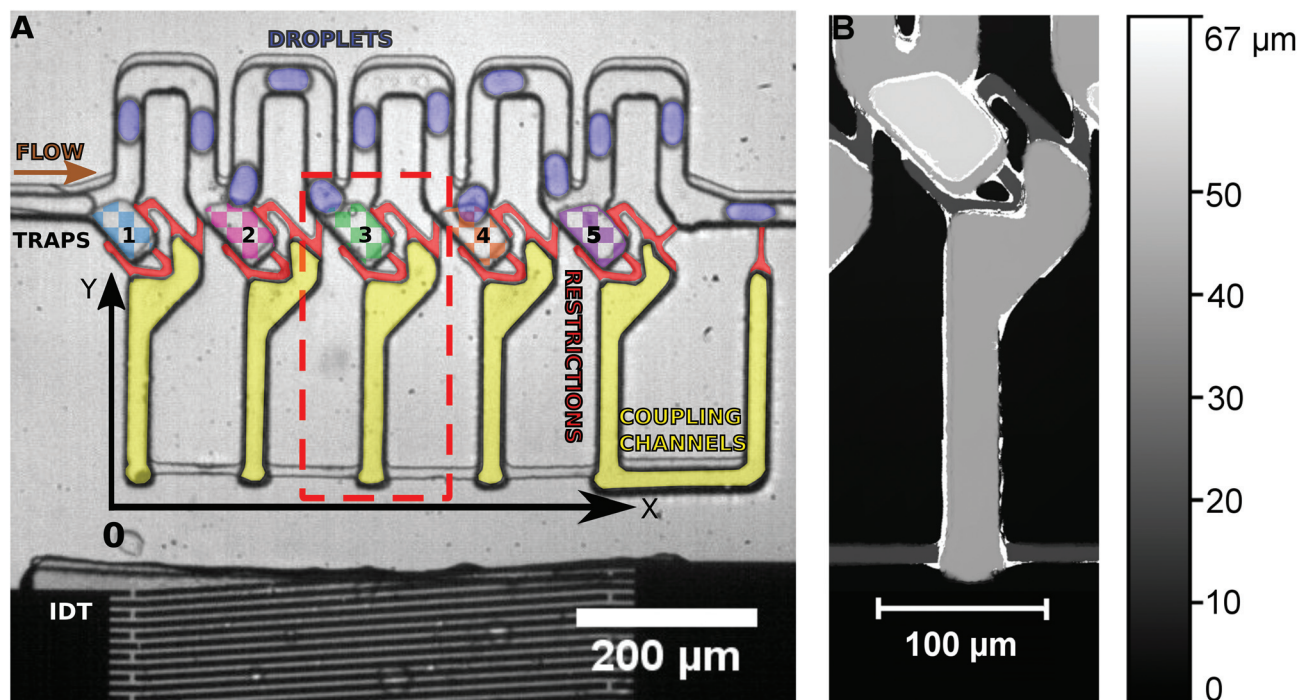 A
DROPLETS
FLOW
TRAPS
1
2
3
4
5
Y
RESTRICTIONS
COUPLING
CHANNELS
X
0
IDT
200 µm
B
100 µm
67 µm
50
40
30
20
10
0